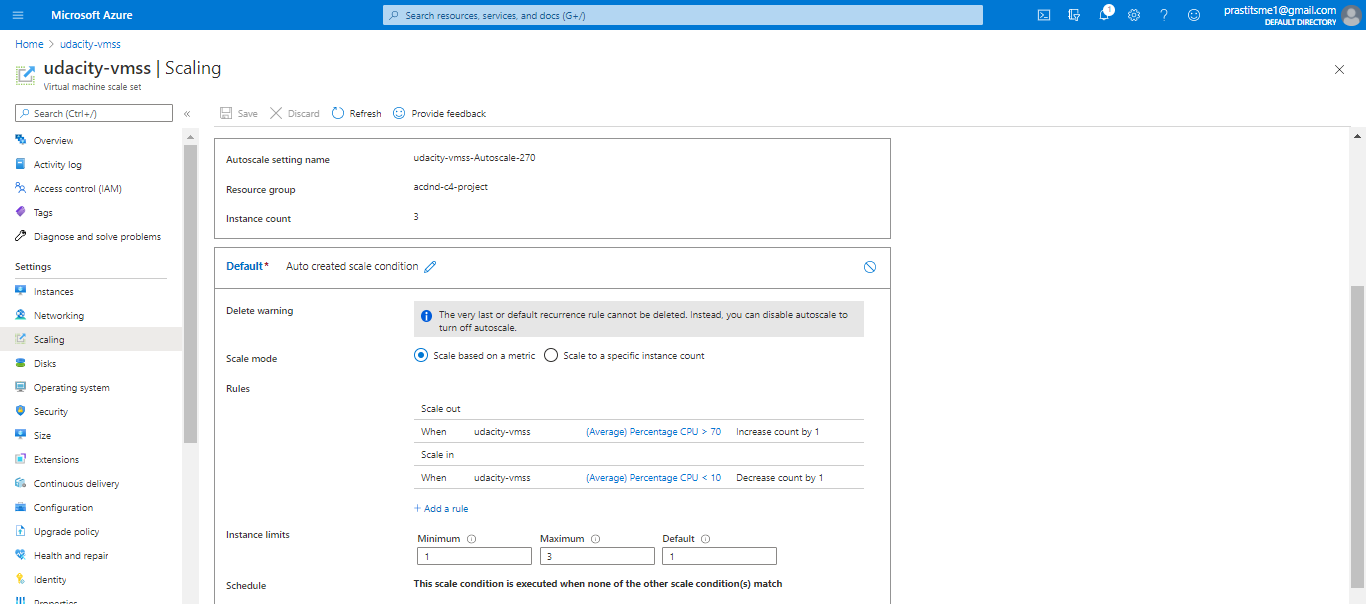 Microsoft Azure
Search resources, services, and docs (G+/)
1
prastitsme1@gmail.com
DEFAULT DIRECTORY
Home > udacity-vmss
udacity-vmss | Scaling
Virtual machine scale set
Search (Ctrl+/)
«
Save
Discard
Refresh
Provide feedback
Overview
Activity log
Access control (IAM)
Tags
Diagnose and solve problems
Settings
Instances
Networking
Scaling
Disks
Operating system
Security
Size
Extensions
Continuous delivery
Configuration
Upgrade policy
Health and repair
Identity
Properties
Autoscale setting name udacity-vmss-Autoscale-270
Resource group acdnd-c4-project
Instance count 3
Default* Auto created scale condition
Delete warning
The very last or default recurrence rule cannot be deleted. Instead, you can disable autoscale to
turn off autoscale.
Scale mode Scale based on a metric Scale to a specific instance count
Rules
Scale out
When udacity-vmss (Average) Percentage CPU > 70 Increase count by 1
Scale in
When udacity-vmss (Average) Percentage CPU < 10 Decrease count by 1
+ Add a rule
Instance limits
Minimum Maximum Default
1 3 1
Schedule This scale condition is executed when none of the other scale condition(s) match